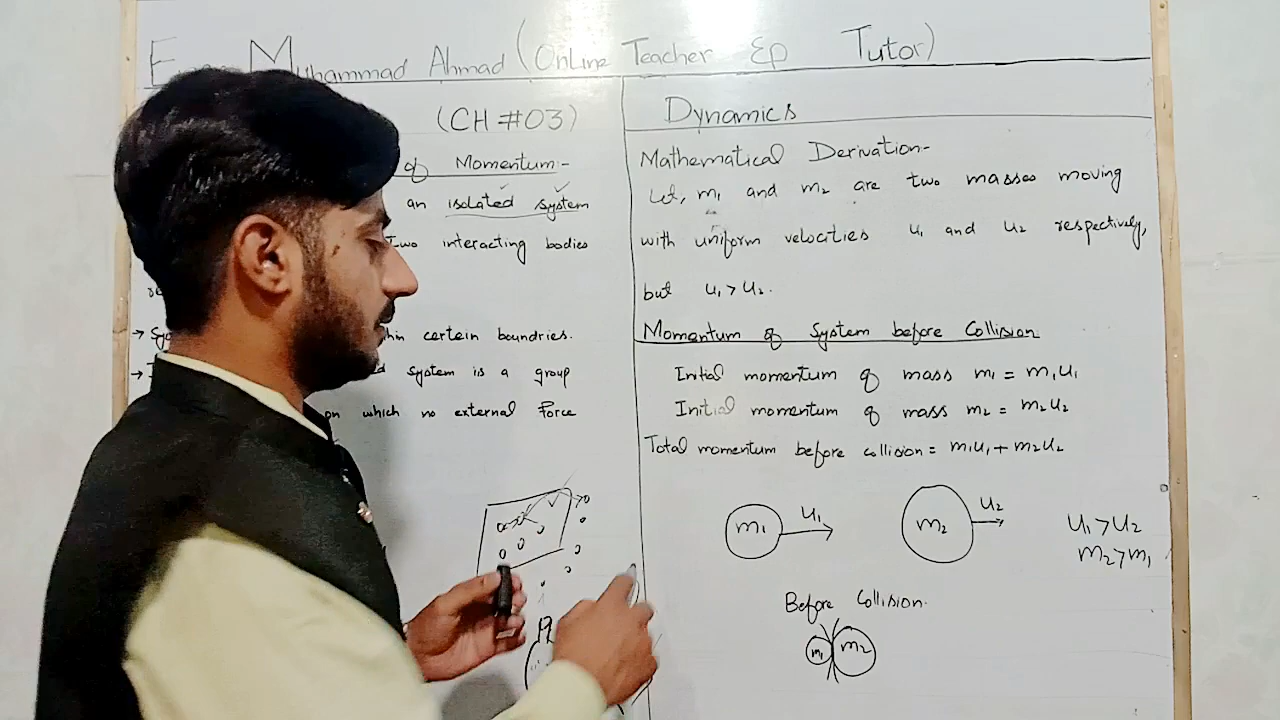 Muhammad Ahmad (Online Teacher & Tutor)
(CH #03)
of Momentum:-
an isolated system
Two interacting bodies
certein boundries.
system is a group
on which no external Force
Dynamics
Mathematical Derivation-
Let, m1 and m2 are two masses moving
with uniform velocities u1 and u2 respectively,
but u1 > u2.
Momentum of System before Collision
Initial momentum of mass m1 = m1u1
Initial momentum of mass m2 = m2u2
Total momentum before collision = m1u1 + m2u2
m1 u1 m2 u2
u1 > u2
m2 > m1
Before Collision.
m1 m2